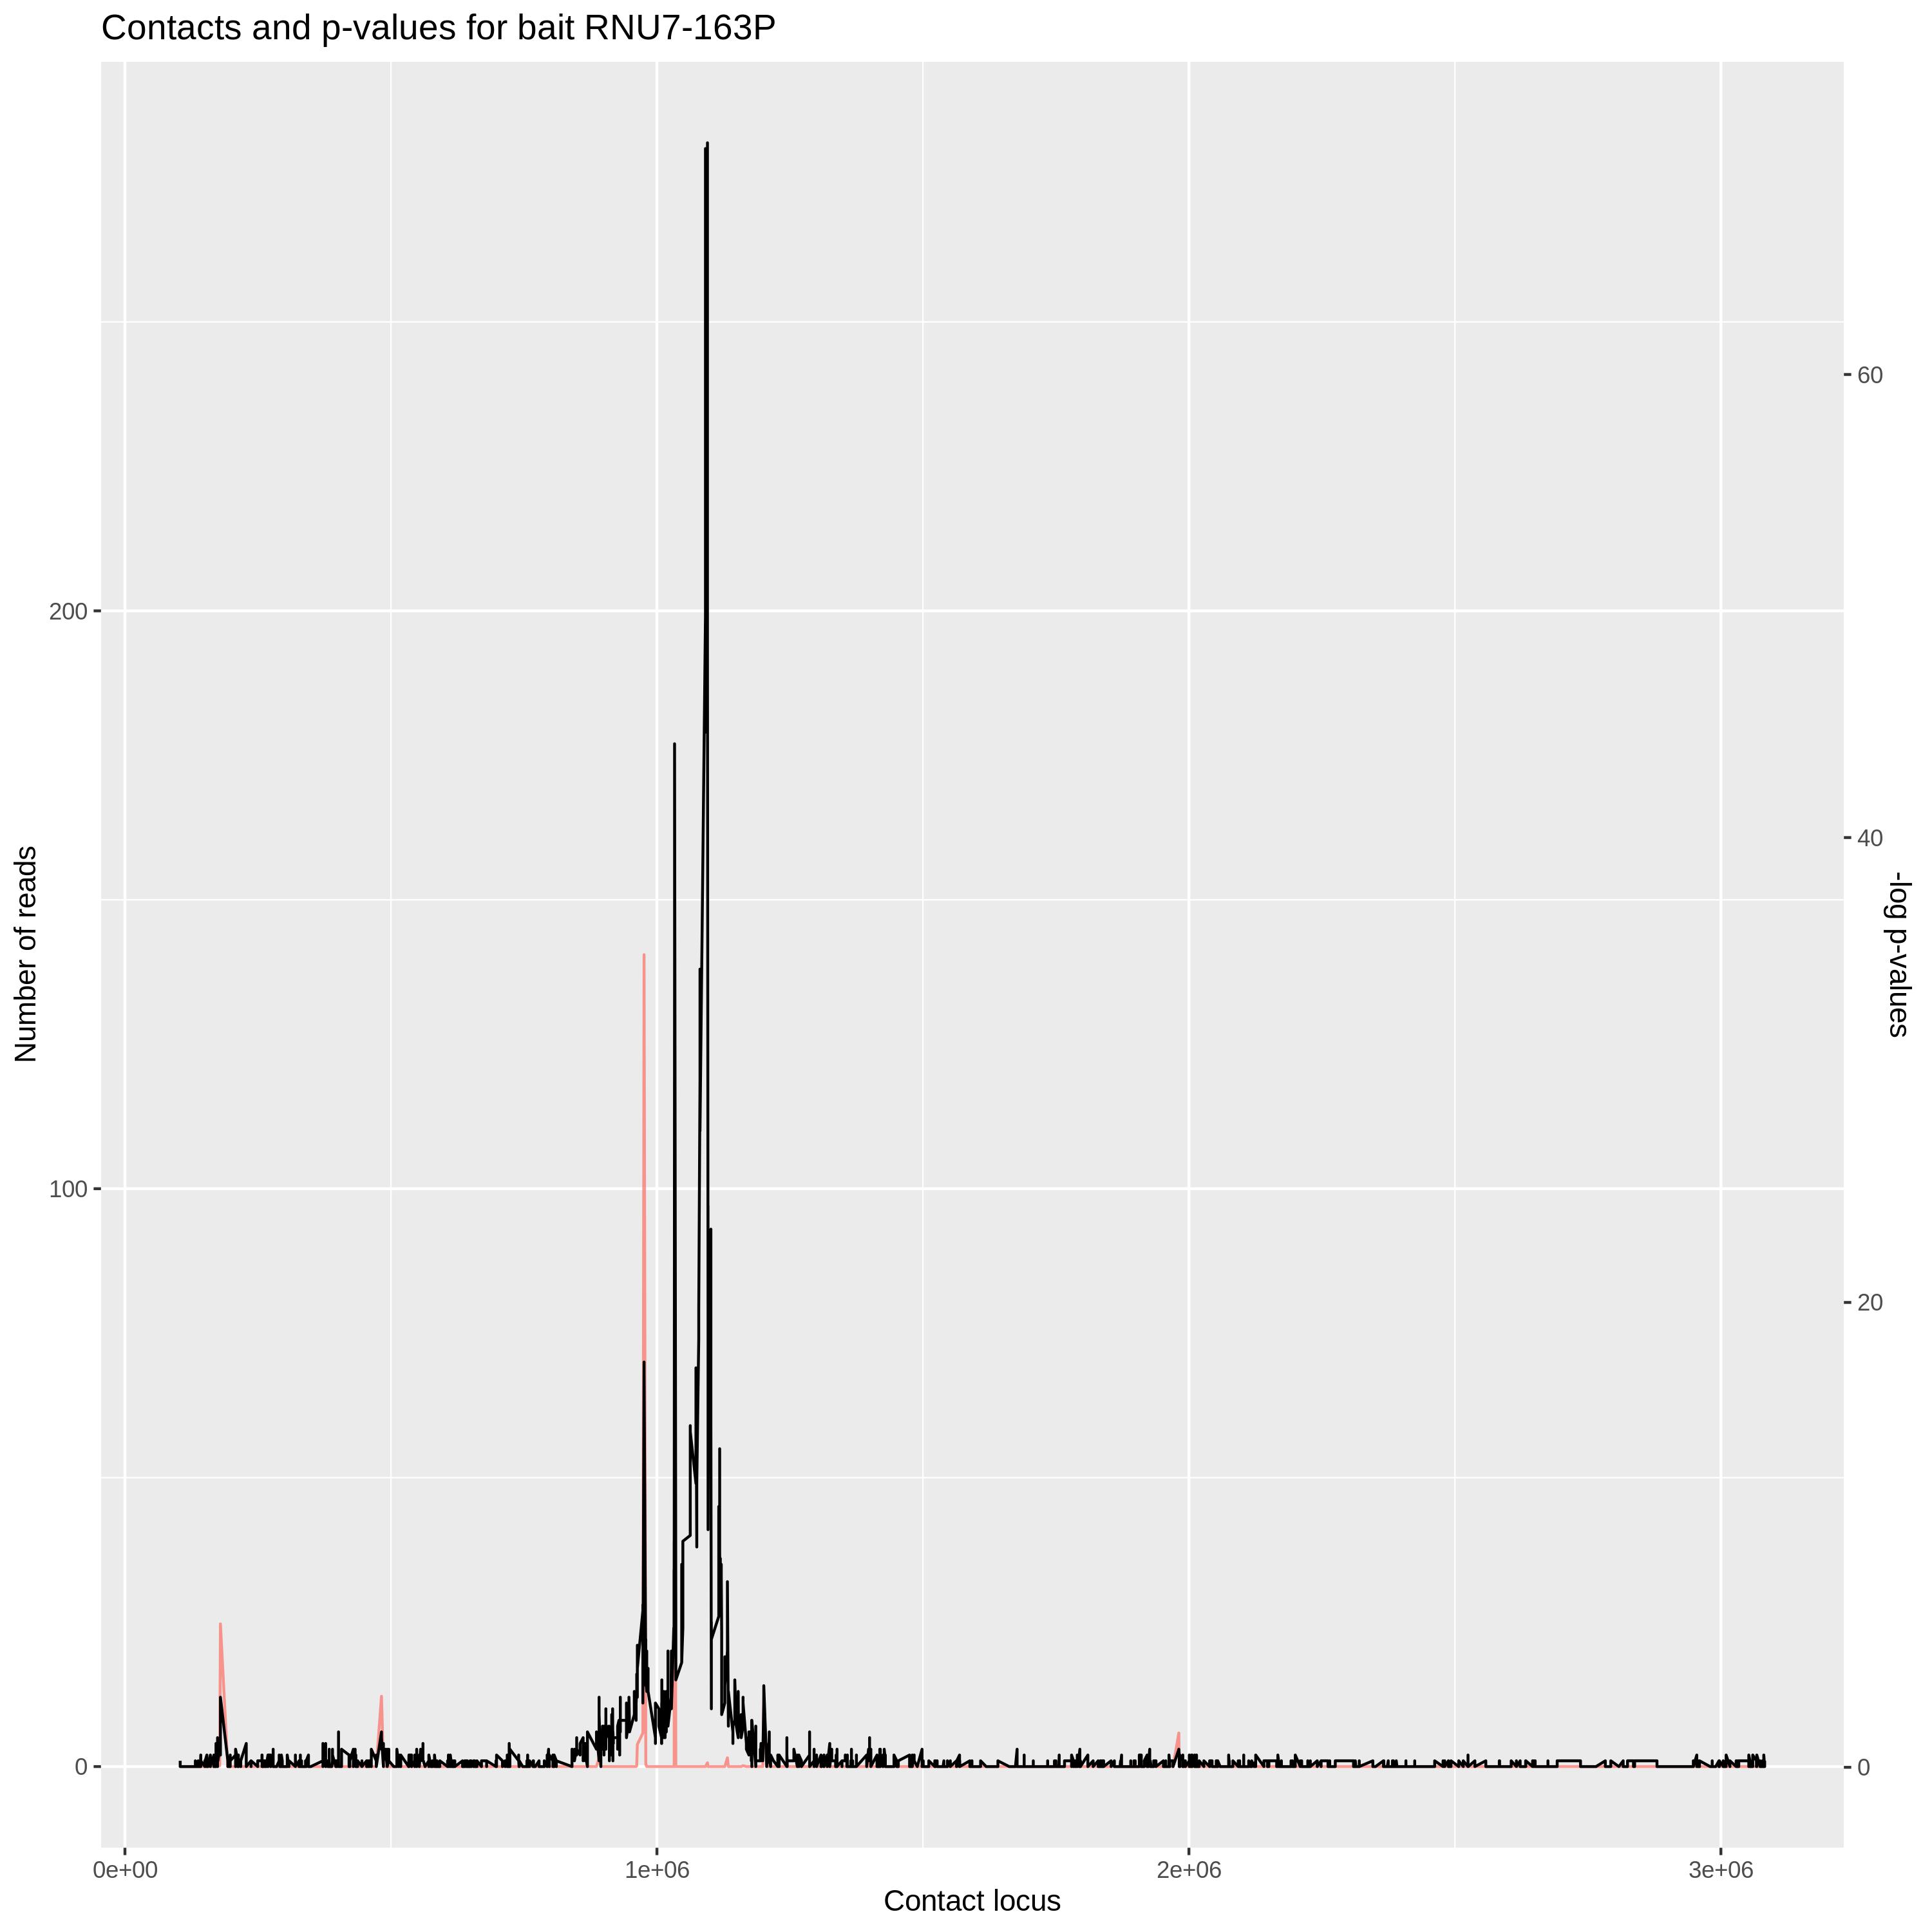 Contacts and p-values for bait RNU7-163P
Number of reads
200
100
0
60
40
20
0
-log p-values
0e+00
1e+06
2e+06
3e+06
Contact locus